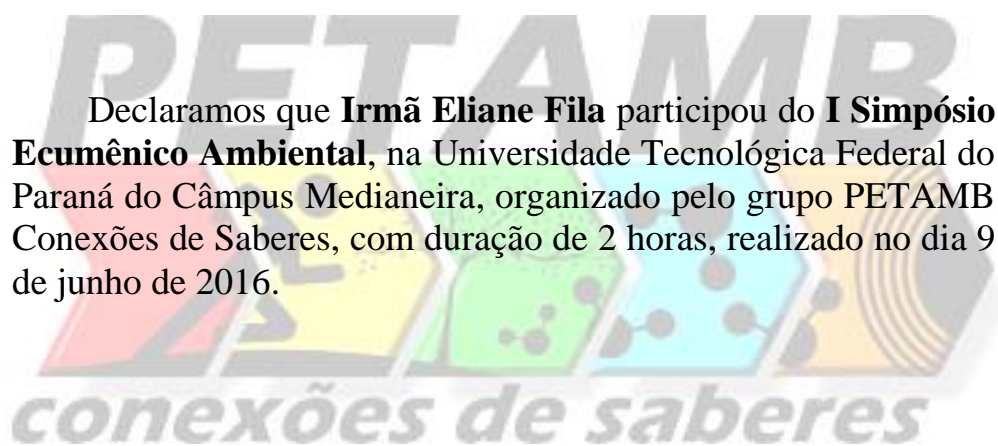 PETAMB
Declaramos que Irmã Eliane Fila participou do I Simpósio
Ecumênico Ambiental, na Universidade Tecnológica Federal do
Paraná do Câmpus Medianeira, organizado pelo grupo PETAMB
Conexões de Saberes, com duração de 2 horas, realizado no dia 9
de junho de 2016.
conexões de saberes